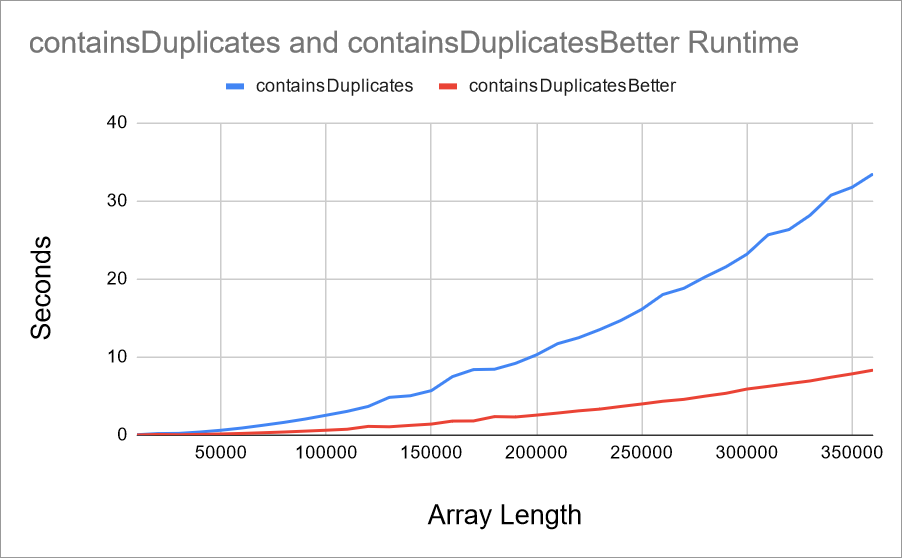 containsDuplicates and containsDuplicatesBetter Runtime
containsDuplicates containsDuplicatesBetter
40
30
20
10
0
Seconds
50000 100000 150000 200000 250000 300000 350000
Array Length